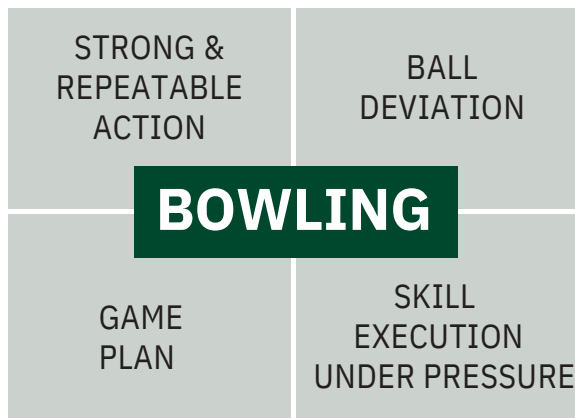 STRONG &
REPEATABLE
ACTION
BALL
DEVIATION
BOWLING
GAME
PLAN
SKILL
EXECUTION
UNDER PRESSURE